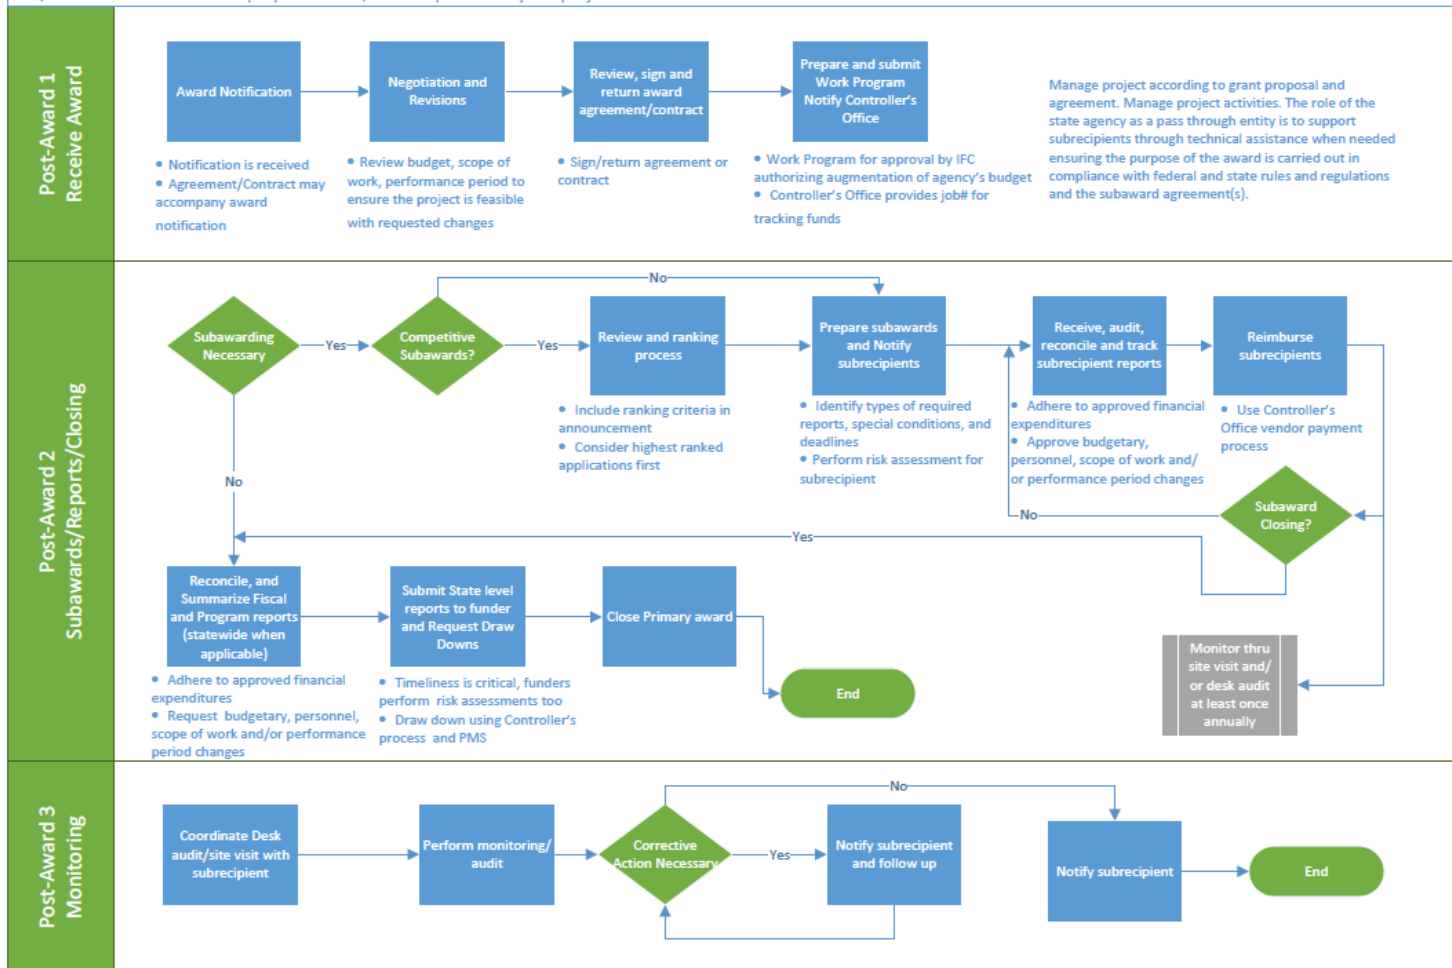 Post-Award 1
Receive Award
Award Notification
• Notification is received
• Agreement/Contract may
accompany award
notification
Negotiation and
Revisions
• Review budget, scope of
work, performance period to
ensure the project is feasible
with requested changes
Review, sign and
return award
agreement/contract
• Sign/return agreement or
contract
Prepare and submit
Work Program
Notify Controller's
Office
• Work Program for approval by IFC
authorizing augmentation of agency's budget
• Controller's Office provides job# for
tracking funds
Manage project according to grant proposal and
agreement. Manage project activities. The role of the
state agency as a pass through entity is to support
subrecipients through technical assistance when needed
ensuring the purpose of the award is carried out in
compliance with federal and state rules and regulations
and the subaward agreement(s).
Post-Award 2
Subawards/Reports/Closing
Subawarding
Necessary
Yes
No
Competitive
Subawards?
No
Yes
Review and ranking
process
• Include ranking criteria in
announcement
• Consider highest ranked
applications first
Prepare subawards
and Notify
subrecipients
• Identify types of required
reports, special conditions, and
deadlines
• Perform risk assessment for
subrecipient
Receive, audit,
reconcile and track
subrecipient reports
• Adhere to approved financial
expenditures
• Approve budgetary,
personnel, scope of work and/
or performance period changes
Reimburse
subrecipients
• Use Controller's
Office vendor payment
process
Subaward
Closing?
No
Yes
Reconcile, and
Summarize Fiscal
and Program reports
(statewide when
applicable)
• Adhere to approved financial
expenditures
• Request budgetary, personnel,
scope of work and/or performance
period changes
Submit State level
reports to funder
and Request Draw
Downs
• Timeliness is critical, funders
perform risk assessments too
• Draw down using Controller's
process and PMS
Close Primary award
End
Monitor thru
site visit and/
or desk audit
at least once
annually
Post-Award 3
Monitoring
Coordinate Desk
audit/site visit with
subrecipient
Perform monitoring/
audit
Corrective
Action Necessary
No
Yes
Notify subrecipient
and follow up
Notify subrecipient
End